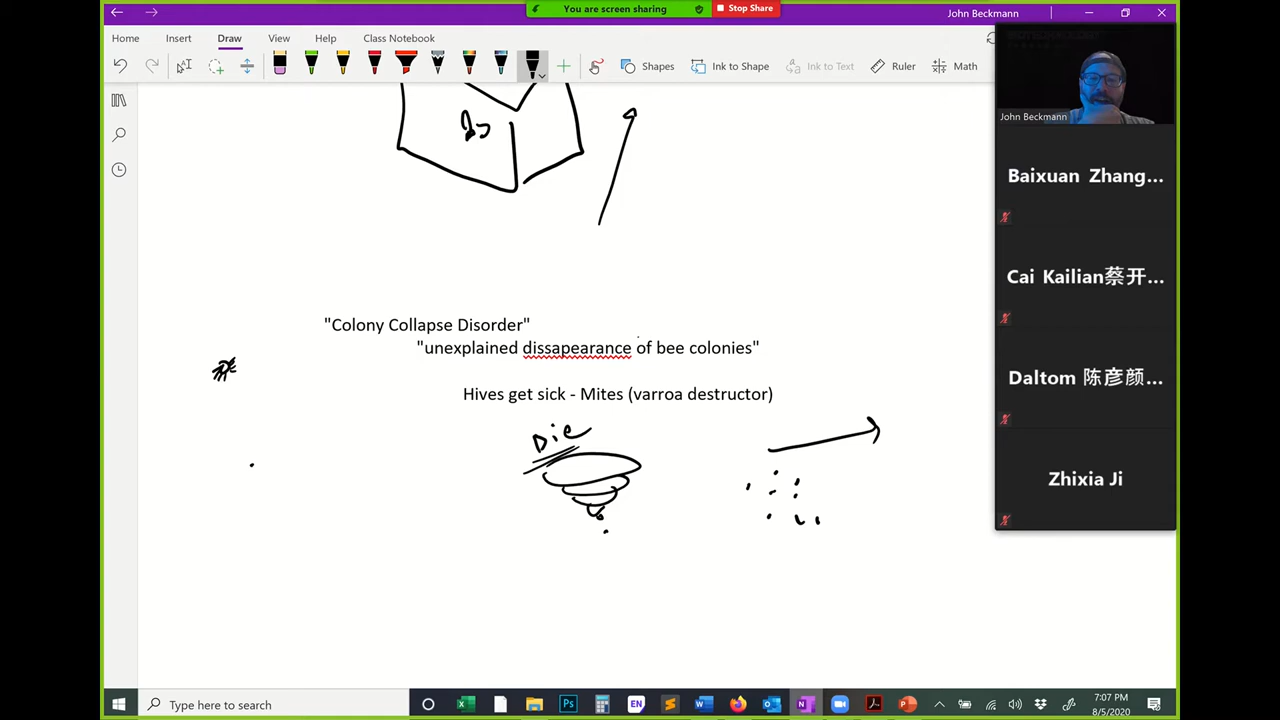 You are screen sharing
Stop Share
John Beckmann
Home Insert Draw View Help Class Notebook
Shapes Ink to Shape Ink to Text Ruler Math
John Beckmann
Baixuan Zhang...
Cai Kailian蔡开...
Daltom 陈彦颜...
Zhixia Ji
"Colony Collapse Disorder"
"unexplained dissapearance of bee colonies"
Hives get sick - Mites (varroa destructor)
Die
Type here to search
EN
7:07 PM
8/5/2020